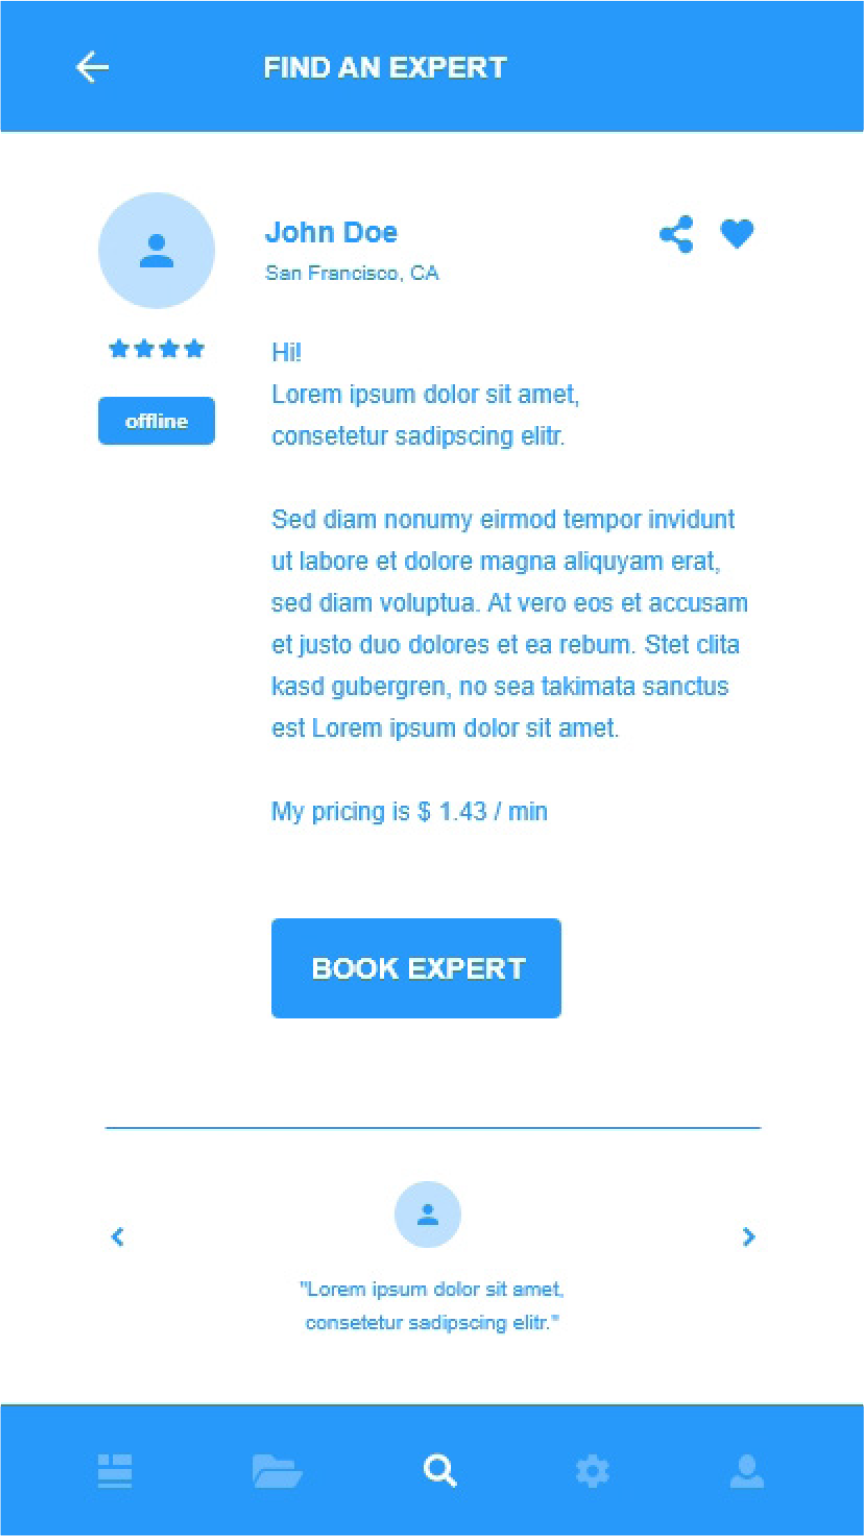 FIND AN EXPERT
John Doe
San Francisco, CA
offline
Hi!
Lorem ipsum dolor sit amet,
consetetur sadipscing elitr.
Sed diam nonumy eirmod tempor invidunt
ut labore et dolore magna aliquyam erat,
sed diam voluptua. At vero eos et accusam
et justo duo dolores et ea rebum. Stet clita
kasd gubergren, no sea takimata sanctus
est Lorem ipsum dolor sit amet.
My pricing is $ 1.43 / min
BOOK EXPERT
"Lorem ipsum dolor sit amet,
consetetur sadipscing elitr."